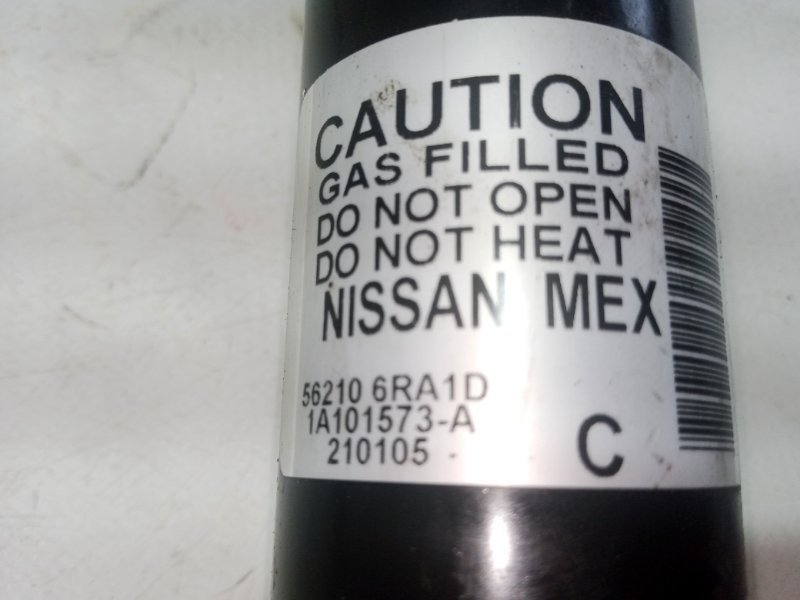 CAUTION
GAS FILLED
DO NOT OPEN
DO NOT HEAT
NISSAN MEX
56210 6RA1D
1A101573-A
210105 -
C